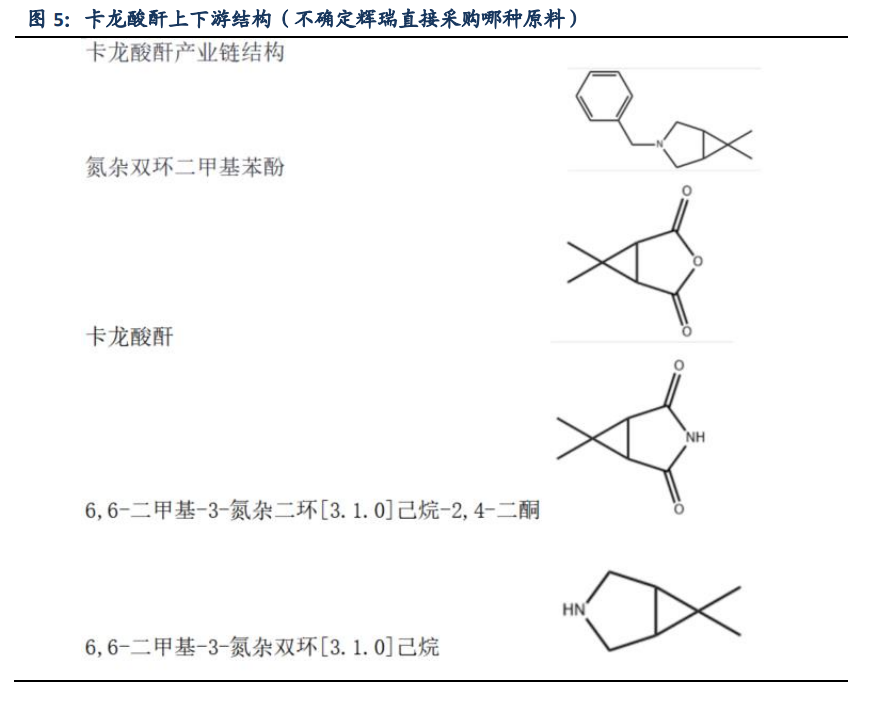 图 5: 卡龙酸酐上下游结构（不确定辉瑞直接采购哪种原料）
卡龙酸酐产业链结构
N
氮杂双环二甲基苯酚
O
O
O
卡龙酸酐
O
NH
O
6,6-二甲基-3-氮杂二环[3.1.0]己烷-2,4-二酮
HN
6,6-二甲基-3-氮杂双环[3.1.0]己烷